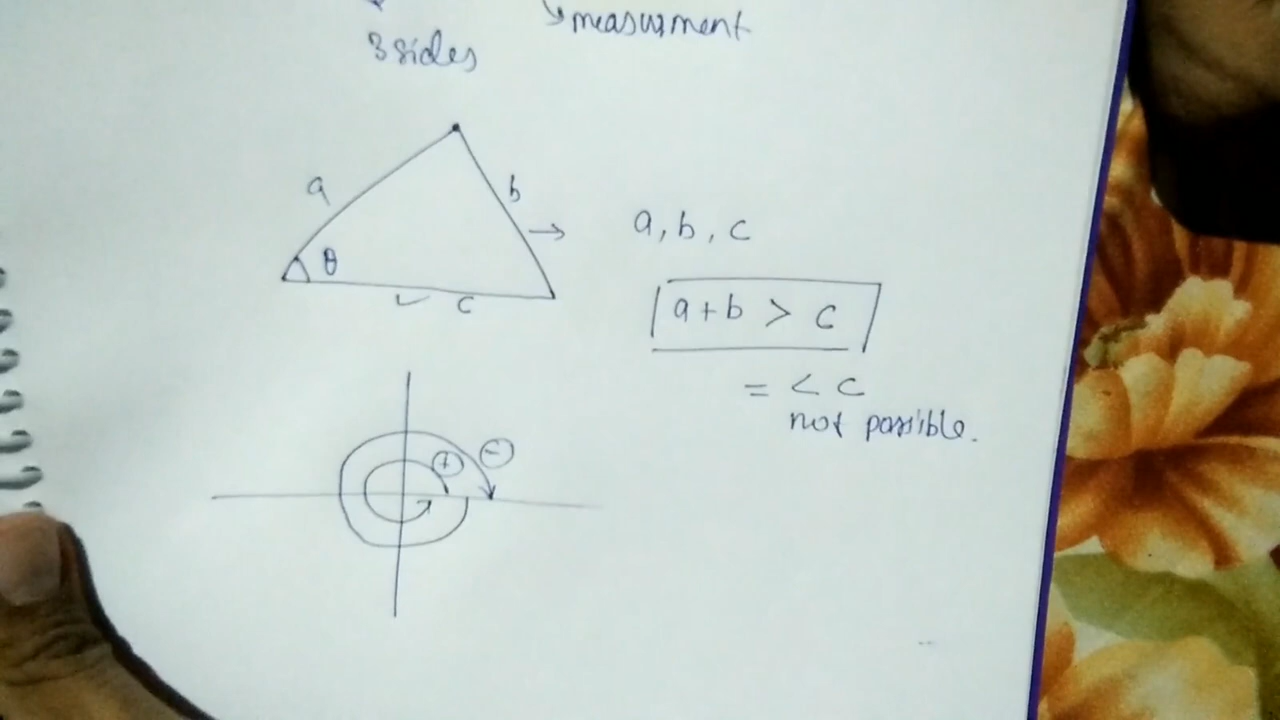 measurment
3 sides
a
b
θ
c
a, b, c
a + b > c
= < c
not possible.
+
-